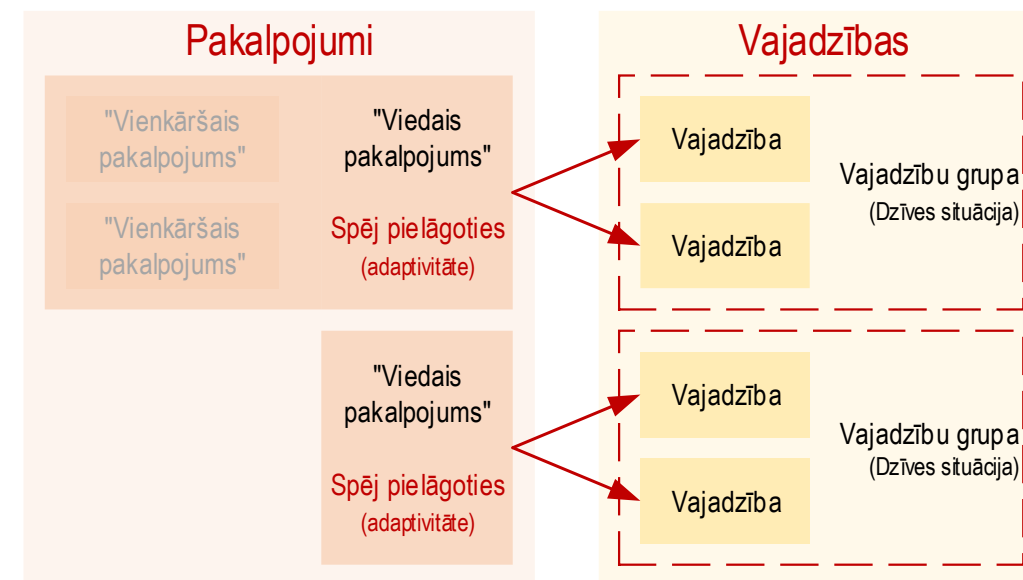 Pakalpojumi
"Vienkāršais
pakalpojums"
"Vienkāršais
pakalpojums"
"Viedais
pakalpojums"
Spēj pielāgoties
(adaptivitāte)
"Viedais
pakalpojums"
Spēj pielāgoties
(adaptivitāte)
Vajadzības
Vajadzība
Vajadzība
Vajadzību grupa
(Dzīves situācija)
Vajadzība
Vajadzība
Vajadzību grupa
(Dzīves situācija)